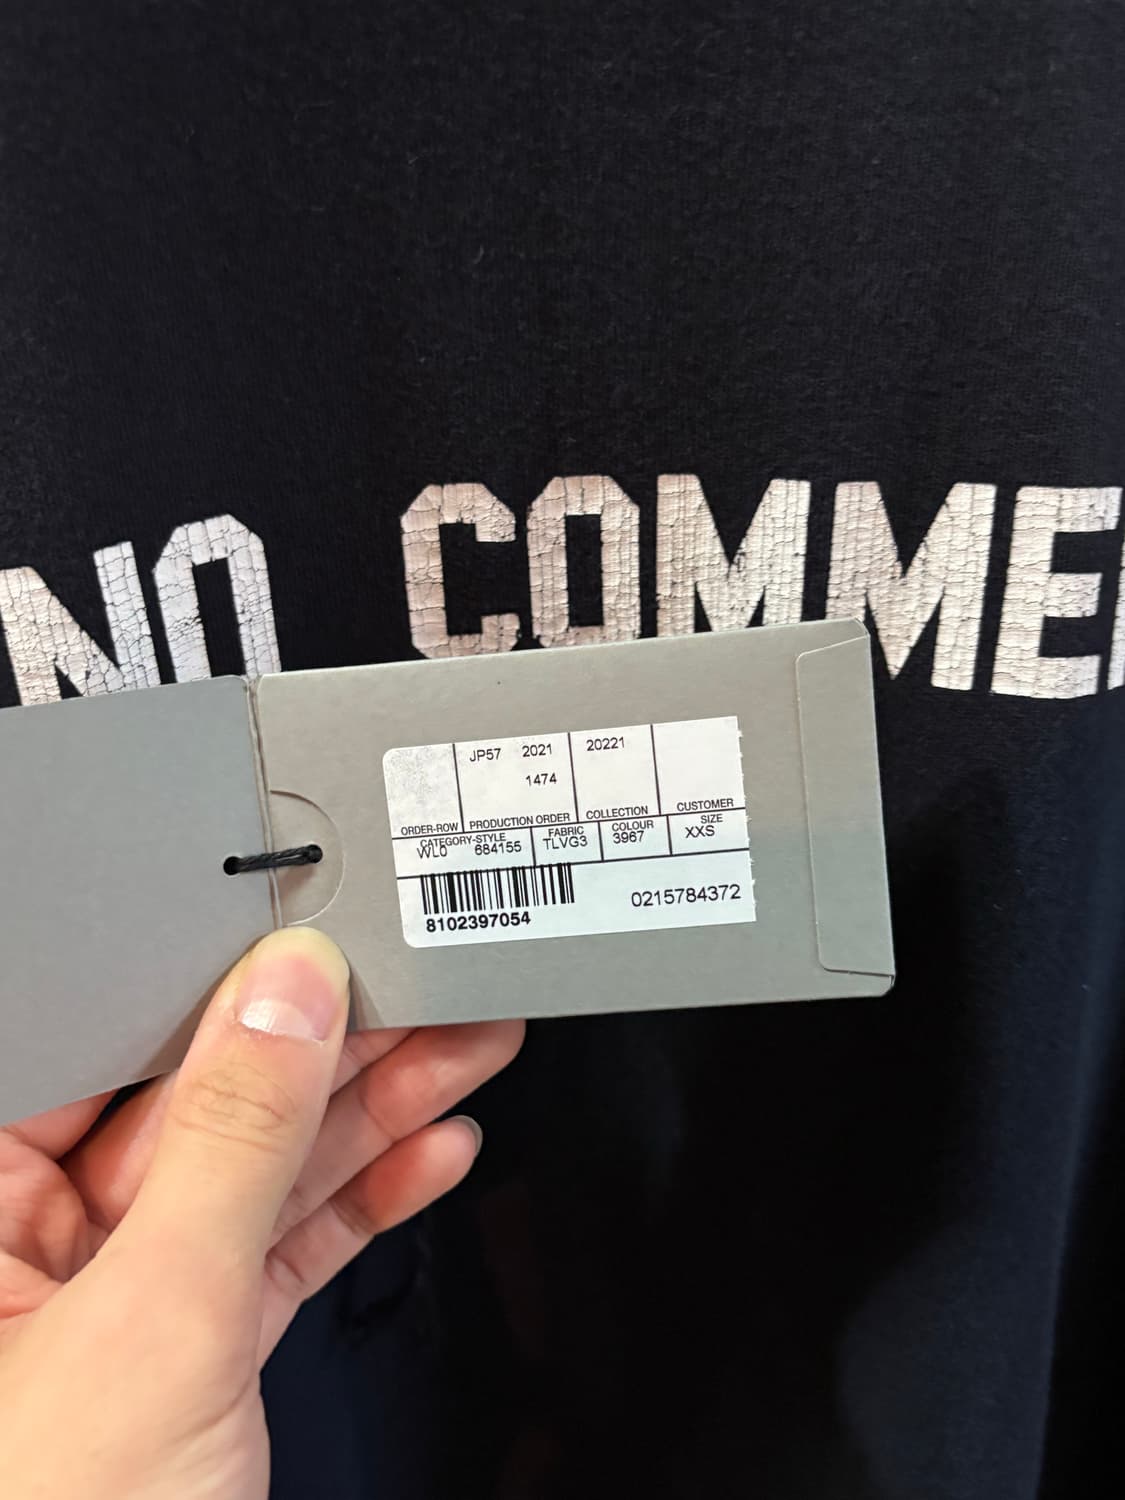 NO COMME
JP57 2021 20221
1474
ORDER-ROW PRODUCTION ORDER COLLECTION CUSTOMER
CATEGORY-STYLE FABRIC COLOUR SIZE
WL0 684155 TLVG3 3967 XXS
8102397054 0215784372